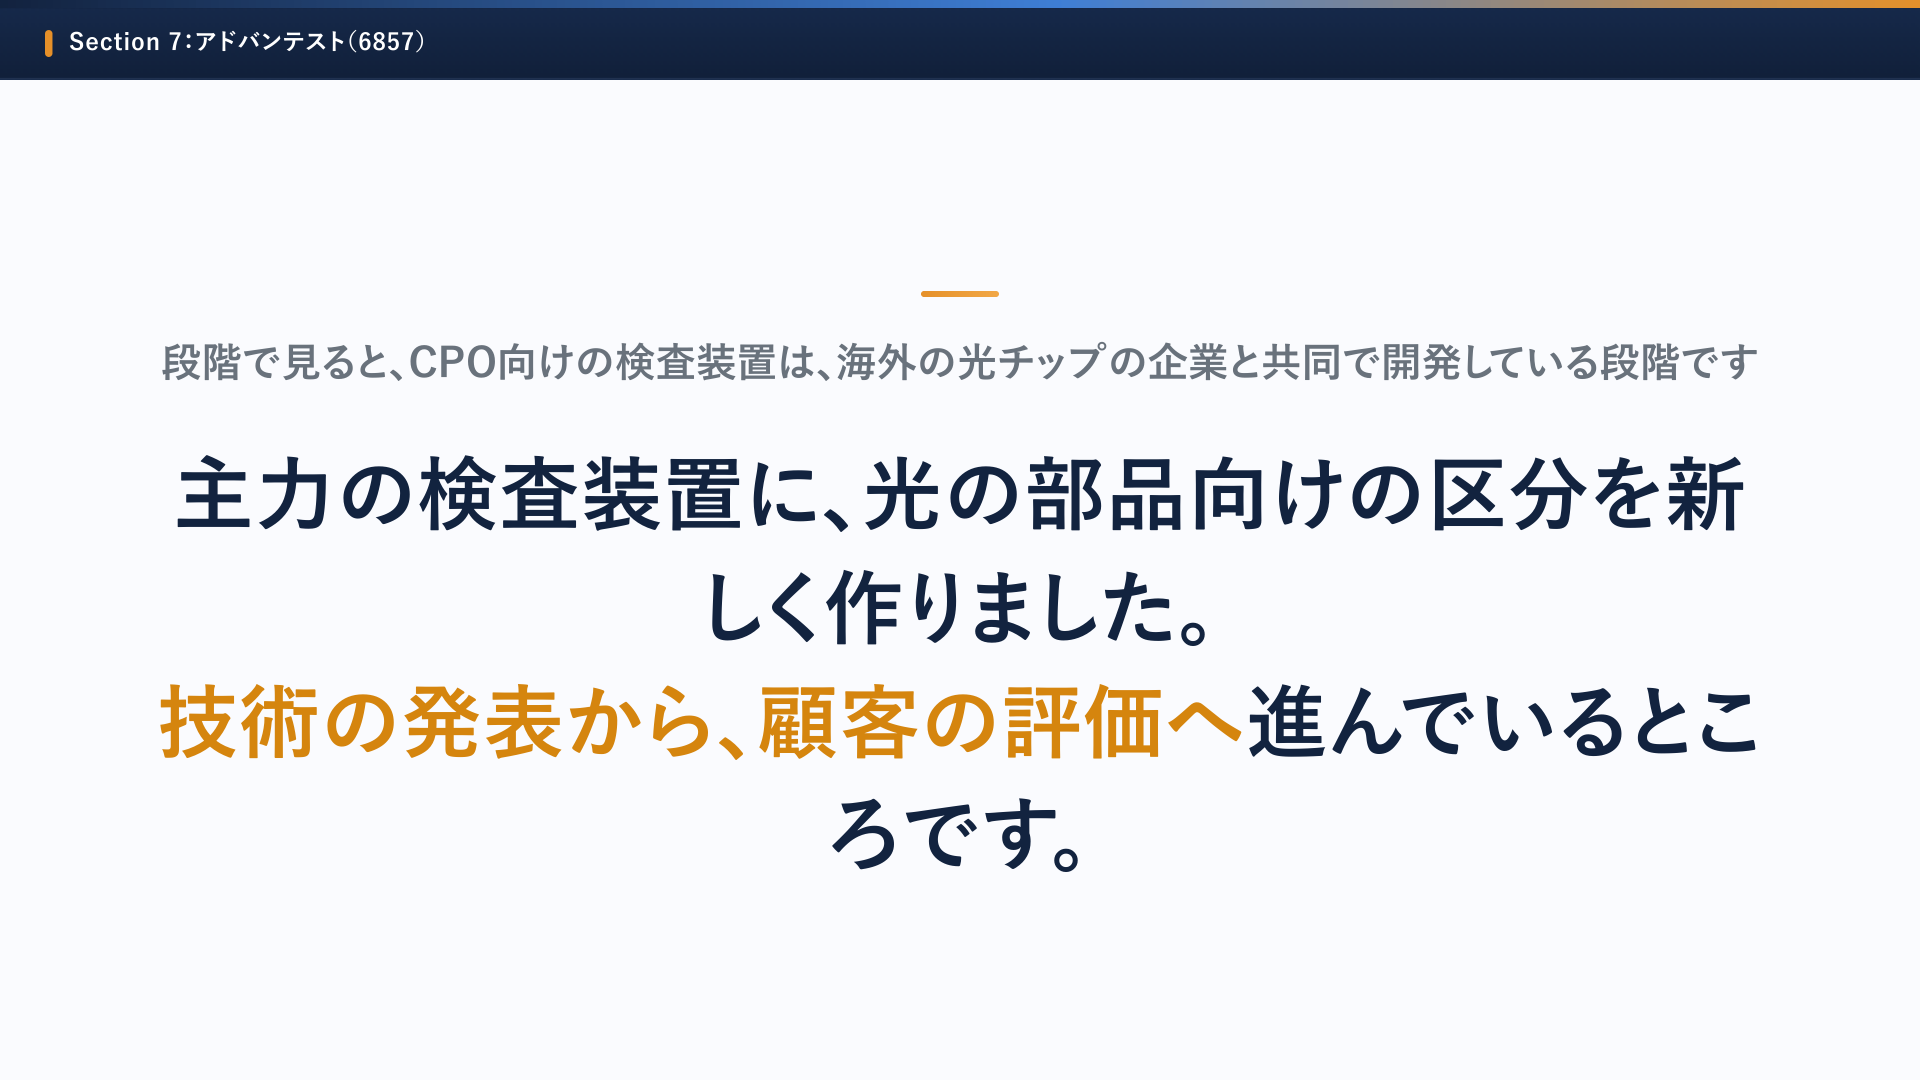 Section 7：アドバンテスト（6857）
段階で見ると、CPO向けの検査装置は、海外の光チップの企業と共同で開発している段階です
主力の検査装置に、光の部品向けの区分を新
しく作りました。
技術の発表から、顧客の評価へ進んでいるとこ
ろです。